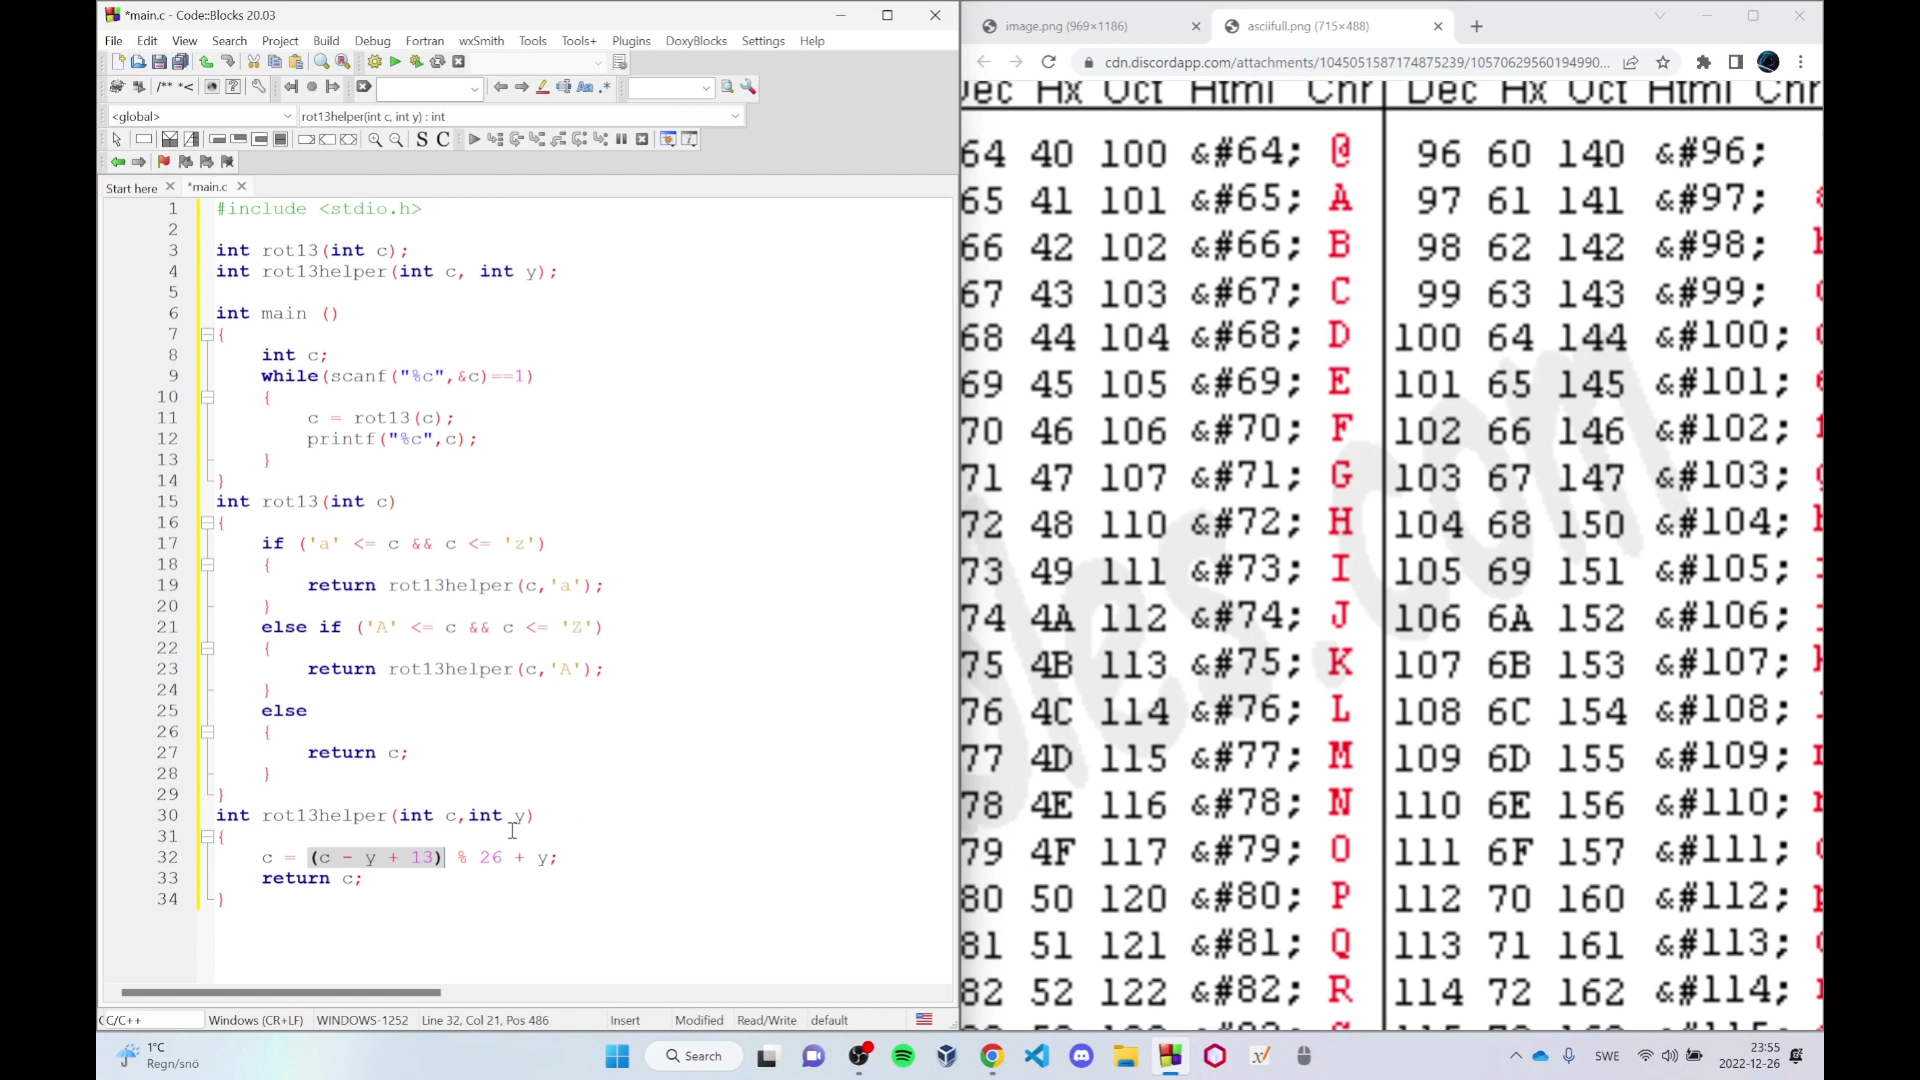 *main.c - Code::Blocks 20.03
File Edit View Search Project Build Debug Fortran wxSmith Tools Tools+ Plugins DoxyBlocks Settings Help
/** *<
Aa .*
<global> rot13helper(int c, int y) : int
S C
Start here *main.c
1 #include <stdio.h>
2
3 int rot13(int c);
4 int rot13helper(int c, int y);
5
6 int main ()
7 {
8 int c;
9 while(scanf("%c",&c)==1)
10 {
11 c = rot13(c);
12 printf("%c",c);
13 }
14 }
15 int rot13(int c)
16 {
17 if ('a' <= c && c <= 'z')
18 {
19 return rot13helper(c,'a');
20 }
21 else if ('A' <= c && c <= 'Z')
22 {
23 return rot13helper(c,'A');
24 }
25 else
26 {
27 return c;
28 }
29 }
30 int rot13helper(int c,int y)
31 {
32 c = (c - y + 13) % 26 + y;
33 return c;
34 }
C/C++ Windows (CR+LF) WINDOWS-1252 Line 32, Col 21, Pos 486 Insert Modified Read/Write default
image.png (969×1186) asciifull.png (715×488)
cdn.discordapp.com/attachments/1045051587174875239/10570629560194990...
Dec Hx Oct Html Chr Dec Hx Oct Html Chr
64 40 100 &#64; @ 96 60 140 &#96;
65 41 101 &#65; A 97 61 141 &#97;
66 42 102 &#66; B 98 62 142 &#98;
67 43 103 &#67; C 99 63 143 &#99;
68 44 104 &#68; D 100 64 144 &#100;
69 45 105 &#69; E 101 65 145 &#101;
70 46 106 &#70; F 102 66 146 &#102;
71 47 107 &#71; G 103 67 147 &#103;
72 48 110 &#72; H 104 68 150 &#104;
73 49 111 &#73; I 105 69 151 &#105;
74 4A 112 &#74; J 106 6A 152 &#106;
75 4B 113 &#75; K 107 6B 153 &#107;
76 4C 114 &#76; L 108 6C 154 &#108;
77 4D 115 &#77; M 109 6D 155 &#109;
78 4E 116 &#78; N 110 6E 156 &#110;
79 4F 117 &#79; O 111 6F 157 &#111;
80 50 120 &#80; P 112 70 160 &#112;
81 51 121 &#81; Q 113 71 161 &#113;
82 52 122 &#82; R 114 72 162 &#114;
les.com
1°C
Regn/snö
Search
SWE
23:55
2022-12-26